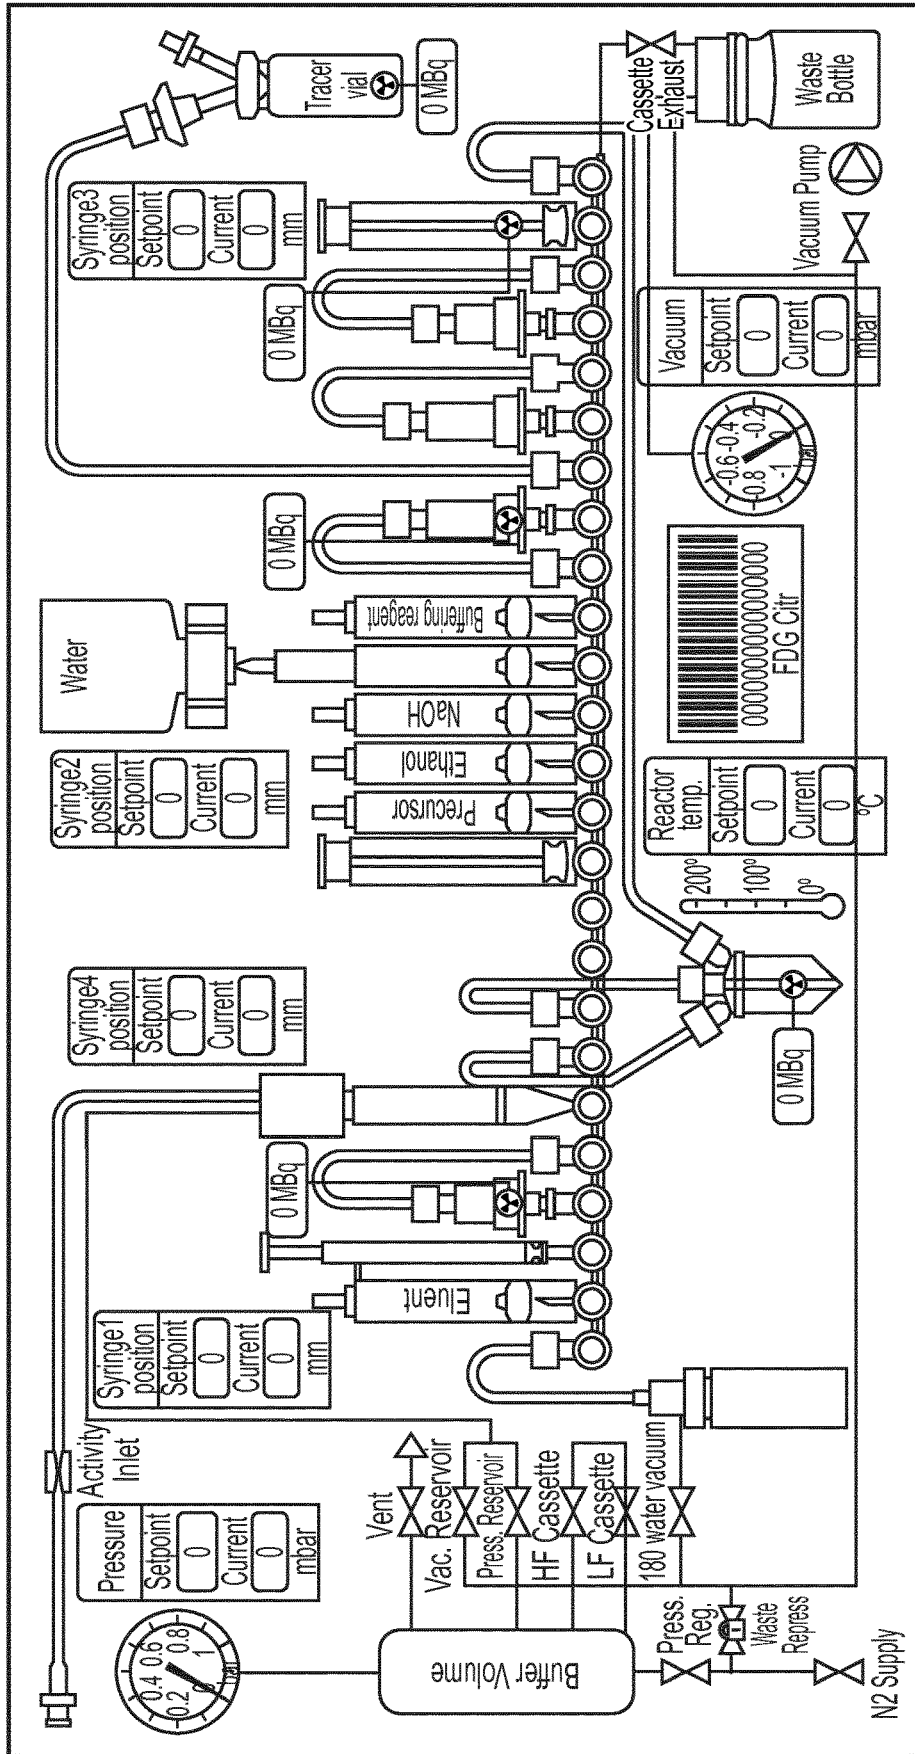 Tracer
vial
0 MBq
Cassette
Exhaust
Waste
Bottle
Syringe3
position
Setpoint
0
Current
0
mm
0 MBq
Vacuum Pump
Vacuum
Setpoint
0
Current
0
mbar
-1
-0.8
-0.6
-0.4
-0.2
0
bar
0 MBq
Water
Buffering reagent
NaOH
Ethanol
Precursor
Syringe2
position
Setpoint
0
Current
0
mm
FDG Citr
Reactor
temp.
Setpoint
0
Current
0
ºC
200º
100º
0º
Syringe4
position
Setpoint
0
Current
0
mm
0 MBq
0 MBq
Eluent
Syringe1
position
Setpoint
0
Current
0
mm
Activity
Inlet
Pressure
Setpoint
0
Current
0
mbar
Vent
Vac. Reservoir
Press. Reservoir
HF Cassette
LF Cassette
180 water vacuum
0.2
0.4
0.6
0.8
1
bar
Buffer Volume
Press.
Reg.
Waste
Repress
N2 Supply